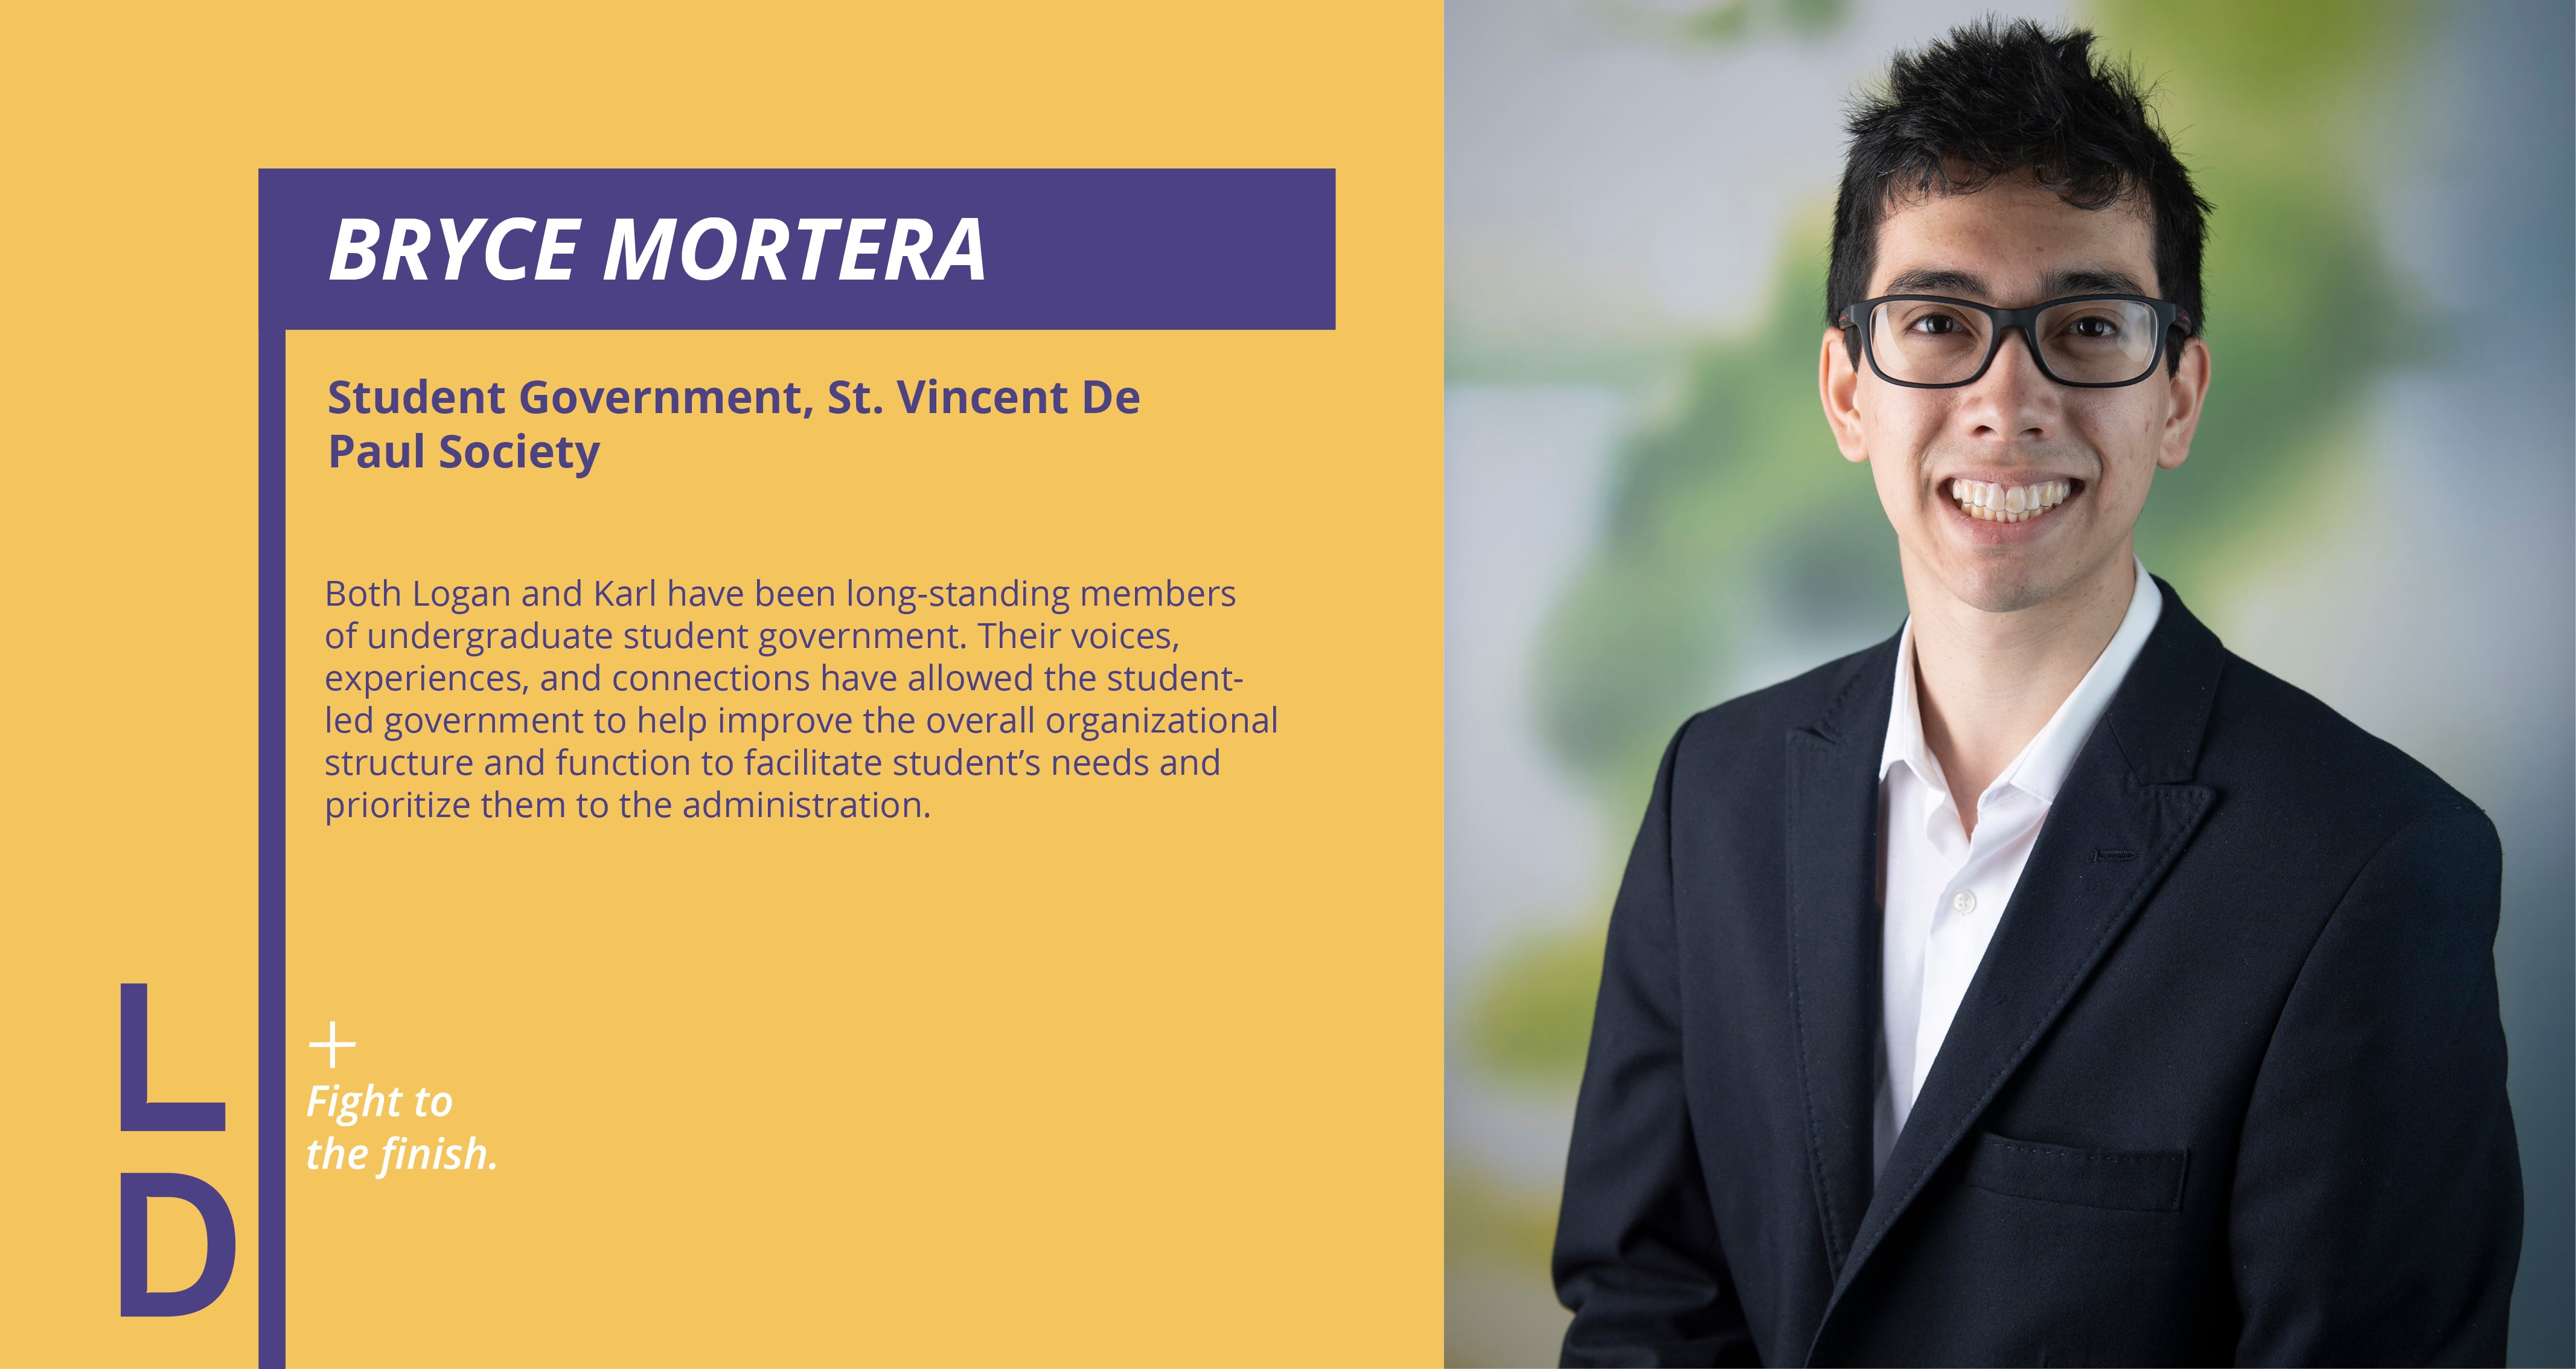 BRYCE MORTERA
Student Government, St. Vincent De
Paul Society
Both Logan and Karl have been long-standing members
of undergraduate student government. Their voices,
experiences, and connections have allowed the student-
led government to help improve the overall organizational
structure and function to facilitate student’s needs and
prioritize them to the administration.
L
D
+
Fight to
the finish.